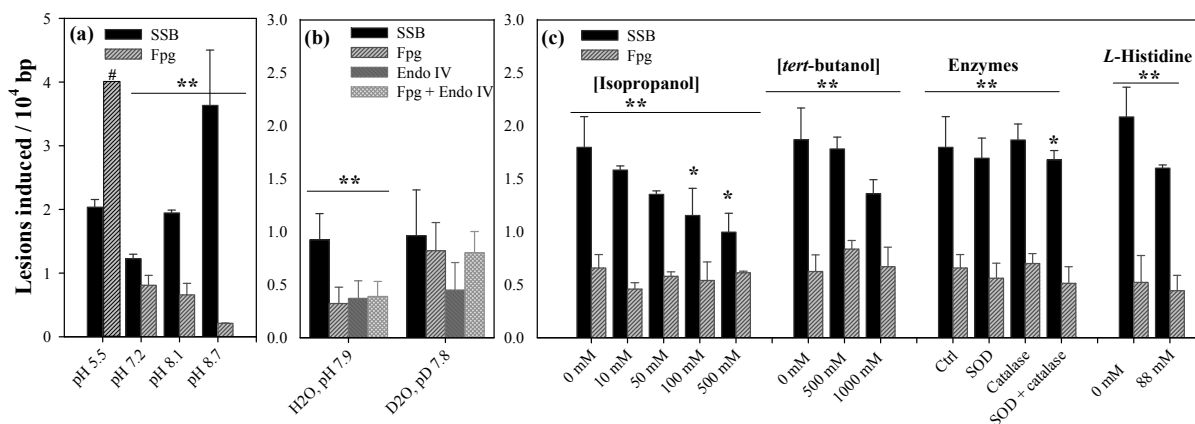 Lesions induced / 10⁴ bp
5
4
3
2
1
0
(a)
SSB
Fpg
#
**
pH 5.5
pH 7.2
pH 8.1
pH 8.7
3.0
2.5
2.0
1.5
1.0
0.5
0.0
(b)
SSB
Fpg
Endo IV
Fpg + Endo IV
**
H2O, pH 7.9
D2O, pD 7.8
3.0
2.5
2.0
1.5
1.0
0.5
0.0
(c)
SSB
Fpg
[Isopropanol]
**
*
*
0 mM
10 mM
50 mM
100 mM
500 mM
[tert-butanol]
**
0 mM
500 mM
1000 mM
Enzymes
**
*
Ctrl
SOD
Catalase
SOD + catalase
L-Histidine
**
0 mM
88 mM